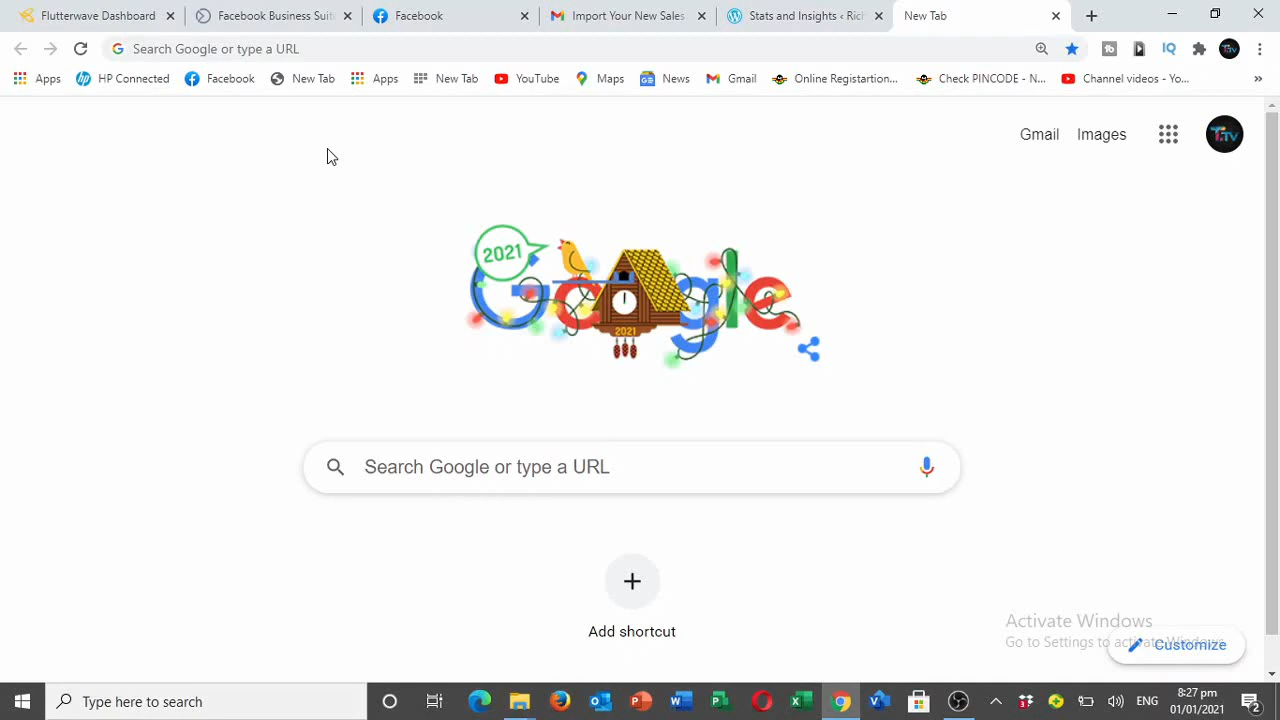 Flutterwave Dashboard
Facebook Business Suit
Facebook
Import Your New Sales
Stats and Insights ‹ Rich
New Tab
Search Google or type a URL
Apps
HP Connected
Facebook
New Tab
Apps
New Tab
YouTube
Maps
News
Gmail
Online Registartion...
Check PINCODE - N...
Channel videos - Yo...
»
Gmail
Images
2021
Google
2021
Search Google or type a URL
Add shortcut
Activate Windows
Go to Settings to activate Windows.
Customize
Type here to search
ENG
8:27 pm
01/01/2021
2